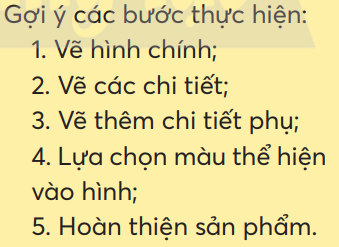 Gợi ý các bước thực hiện:
1. Vẽ hình chính;
2. Vẽ các chi tiết;
3. Vẽ thêm chi tiết phụ;
4. Lựa chọn màu thể hiện
vào hình;
5. Hoàn thiện sản phẩm.